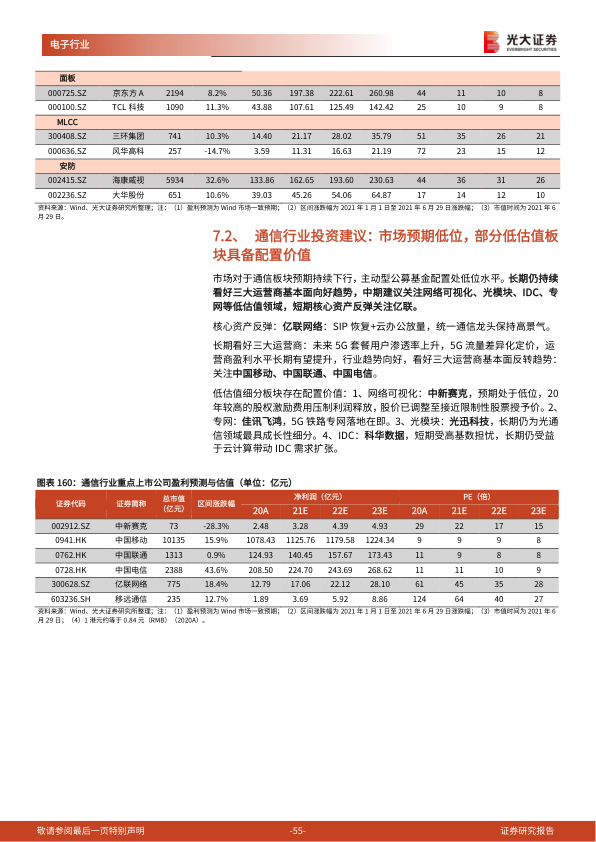 电子行业
光大证券
EVERBRIGHT SECURITIES
面板
000725.SZ 京东方 A 2194 8.2% 50.36 197.38 222.61 260.98 44 11 10 8
000100.SZ TCL 科技 1090 11.3% 43.88 107.61 125.49 142.42 25 10 9 8
MLCC
300408.SZ 三环集团 741 10.3% 14.40 21.17 28.02 35.79 51 35 26 21
000636.SZ 风华高科 257 -14.7% 3.59 11.31 16.63 21.19 72 23 15 12
安防
002415.SZ 海康威视 5934 32.6% 133.86 162.65 193.60 230.63 44 36 31 26
002236.SZ 大华股份 651 10.6% 39.03 45.26 54.06 64.87 17 14 12 10
资料来源：Wind、光大证券研究所整理；注：（1）盈利预测为 Wind 市场一致预期；（2）区间涨跌幅为 2021 年 1 月 1 日至 2021 年 6 月 29 日涨跌幅；（3）市值时间为 2021 年 6
月 29 日。
7.2、 通信行业投资建议：市场预期低位，部分低估值板
块具备配置价值
市场对于通信板块预期持续下行，主动型公募基金配置处低位水平。长期仍持续
看好三大运营商基本面向好趋势，中期建议关注网络可视化、光模块、IDC、专
网等低估值领域，短期核心资产反弹关注亿联。
核心资产反弹：亿联网络：SIP 恢复+云办公放量，统一通信龙头保持高景气。
长期看好三大运营商：未来 5G 套餐用户渗透率上升，5G 流量差异化定价，运
营商盈利水平长期有望提升，行业趋势向好，看好三大运营商基本面反转趋势：
关注中国移动、中国联通、中国电信。
低估值细分板块存在配置价值：1、网络可视化：中新赛克，预期处于低位，20
年较高的股权激励费用压制利润释放，股价已调整至接近限制性股票授予价。2、
专网：佳讯飞鸿，5G 铁路专网落地在即。3、光模块：光迅科技，长期仍为光通
信领域最具成长性细分。4、IDC：科华数据，短期受高基数担忧，长期仍受益
于云计算带动 IDC 需求扩张。
图表 160：通信行业重点上市公司盈利预测与估值（单位：亿元）
证券代码 证券简称 总市值（亿元） 区间涨跌幅 净利润（亿元） PE（倍）
20A 21E 22E 23E 20A 21E 22E 23E
002912.SZ 中新赛克 73 -28.3% 2.48 3.28 4.39 4.93 29 22 17 15
0941.HK 中国移动 10135 15.9% 1078.43 1125.76 1179.58 1224.34 9 9 9 8
0762.HK 中国联通 1313 0.9% 124.93 140.45 157.67 173.43 11 9 8 8
0728.HK 中国电信 2388 43.6% 208.50 224.70 243.69 268.62 11 11 10 9
300628.SZ 亿联网络 775 18.4% 12.79 17.06 22.12 28.10 61 45 35 28
603236.SH 移远通信 235 12.7% 1.89 3.69 5.92 8.86 124 64 40 27
资料来源：Wind、光大证券研究所整理；注：（1）盈利预测为 Wind 市场一致预期；（2）区间涨跌幅为 2021 年 1 月 1 日至 2021 年 6 月 29 日涨跌幅；（3）市值时间为 2021 年 6
月 29 日；（4）1 港元约等于 0.84 元（RMB）（2020A）。
敬请参阅最后一页特别声明 -55- 证券研究报告